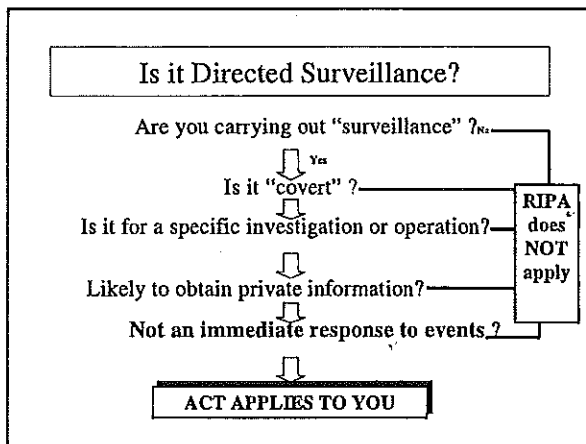 Is it Directed Surveillance?
Are you carrying out “surveillance” ? No
Yes
Is it “covert” ?
Is it for a specific investigation or operation?
Likely to obtain private information?
Not an immediate response to events ?
RIPA
does
NOT
apply
ACT APPLIES TO YOU